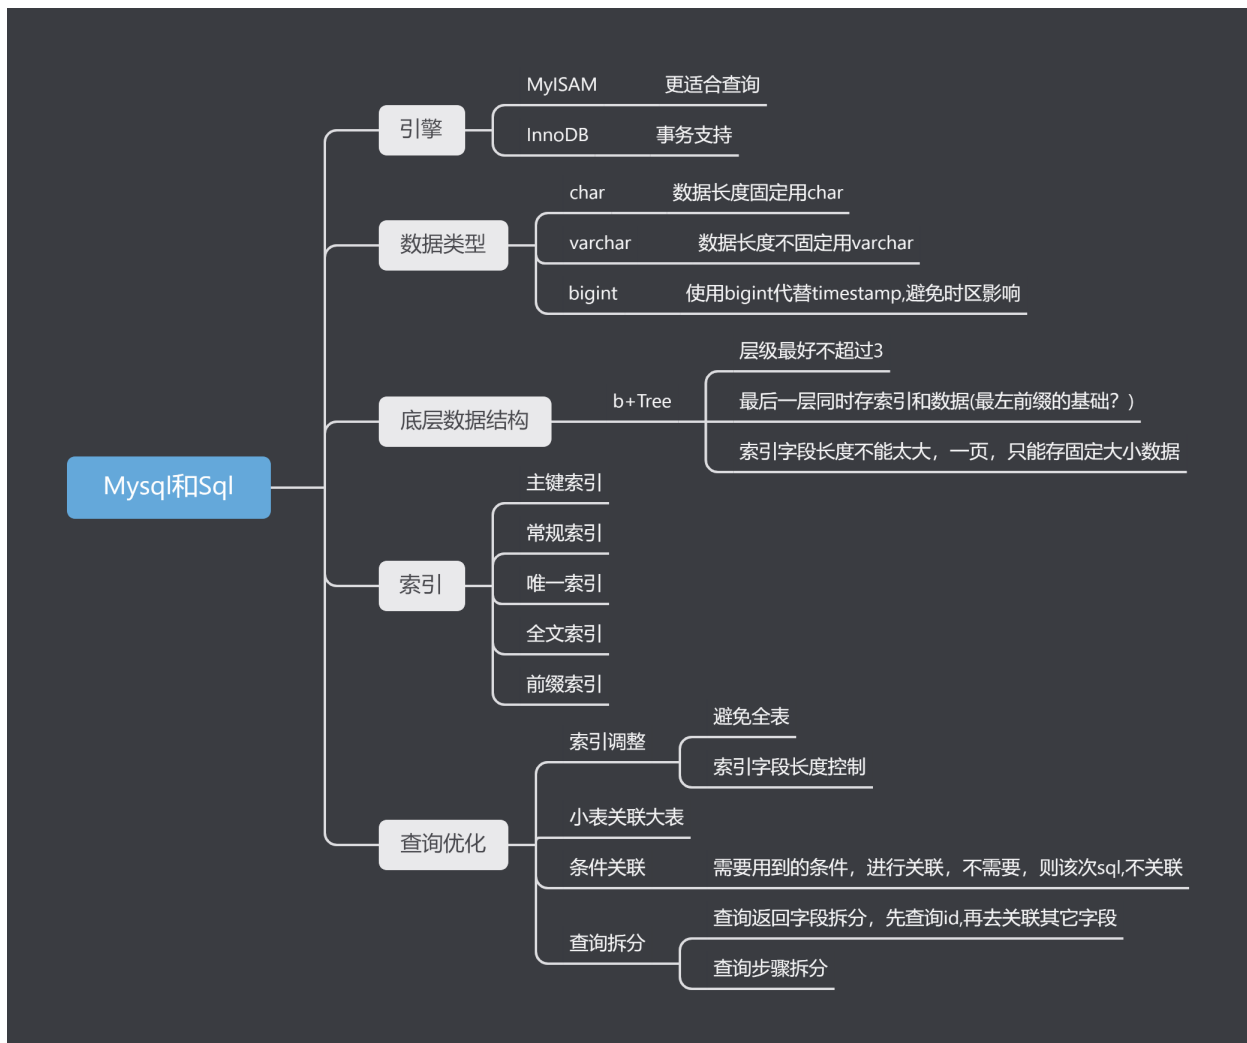 Mysql和Sql
引擎
MyISAM
更适合查询
InnoDB
事务支持
数据类型
char
数据长度固定用char
varchar
数据长度不固定用varchar
bigint
使用bigint代替timestamp,避免时区影响
底层数据结构
b+Tree
层级最好不超过3
最后一层同时存索引和数据(最左前缀的基础？)
索引字段长度不能太大，一页，只能存固定大小数据
索引
主键索引
常规索引
唯一索引
全文索引
前缀索引
查询优化
索引调整
避免全表
索引字段长度控制
小表关联大表
条件关联
需要用到的条件，进行关联，不需要，则该次sql,不关联
查询拆分
查询返回字段拆分，先查询id,再去关联其它字段
查询步骤拆分